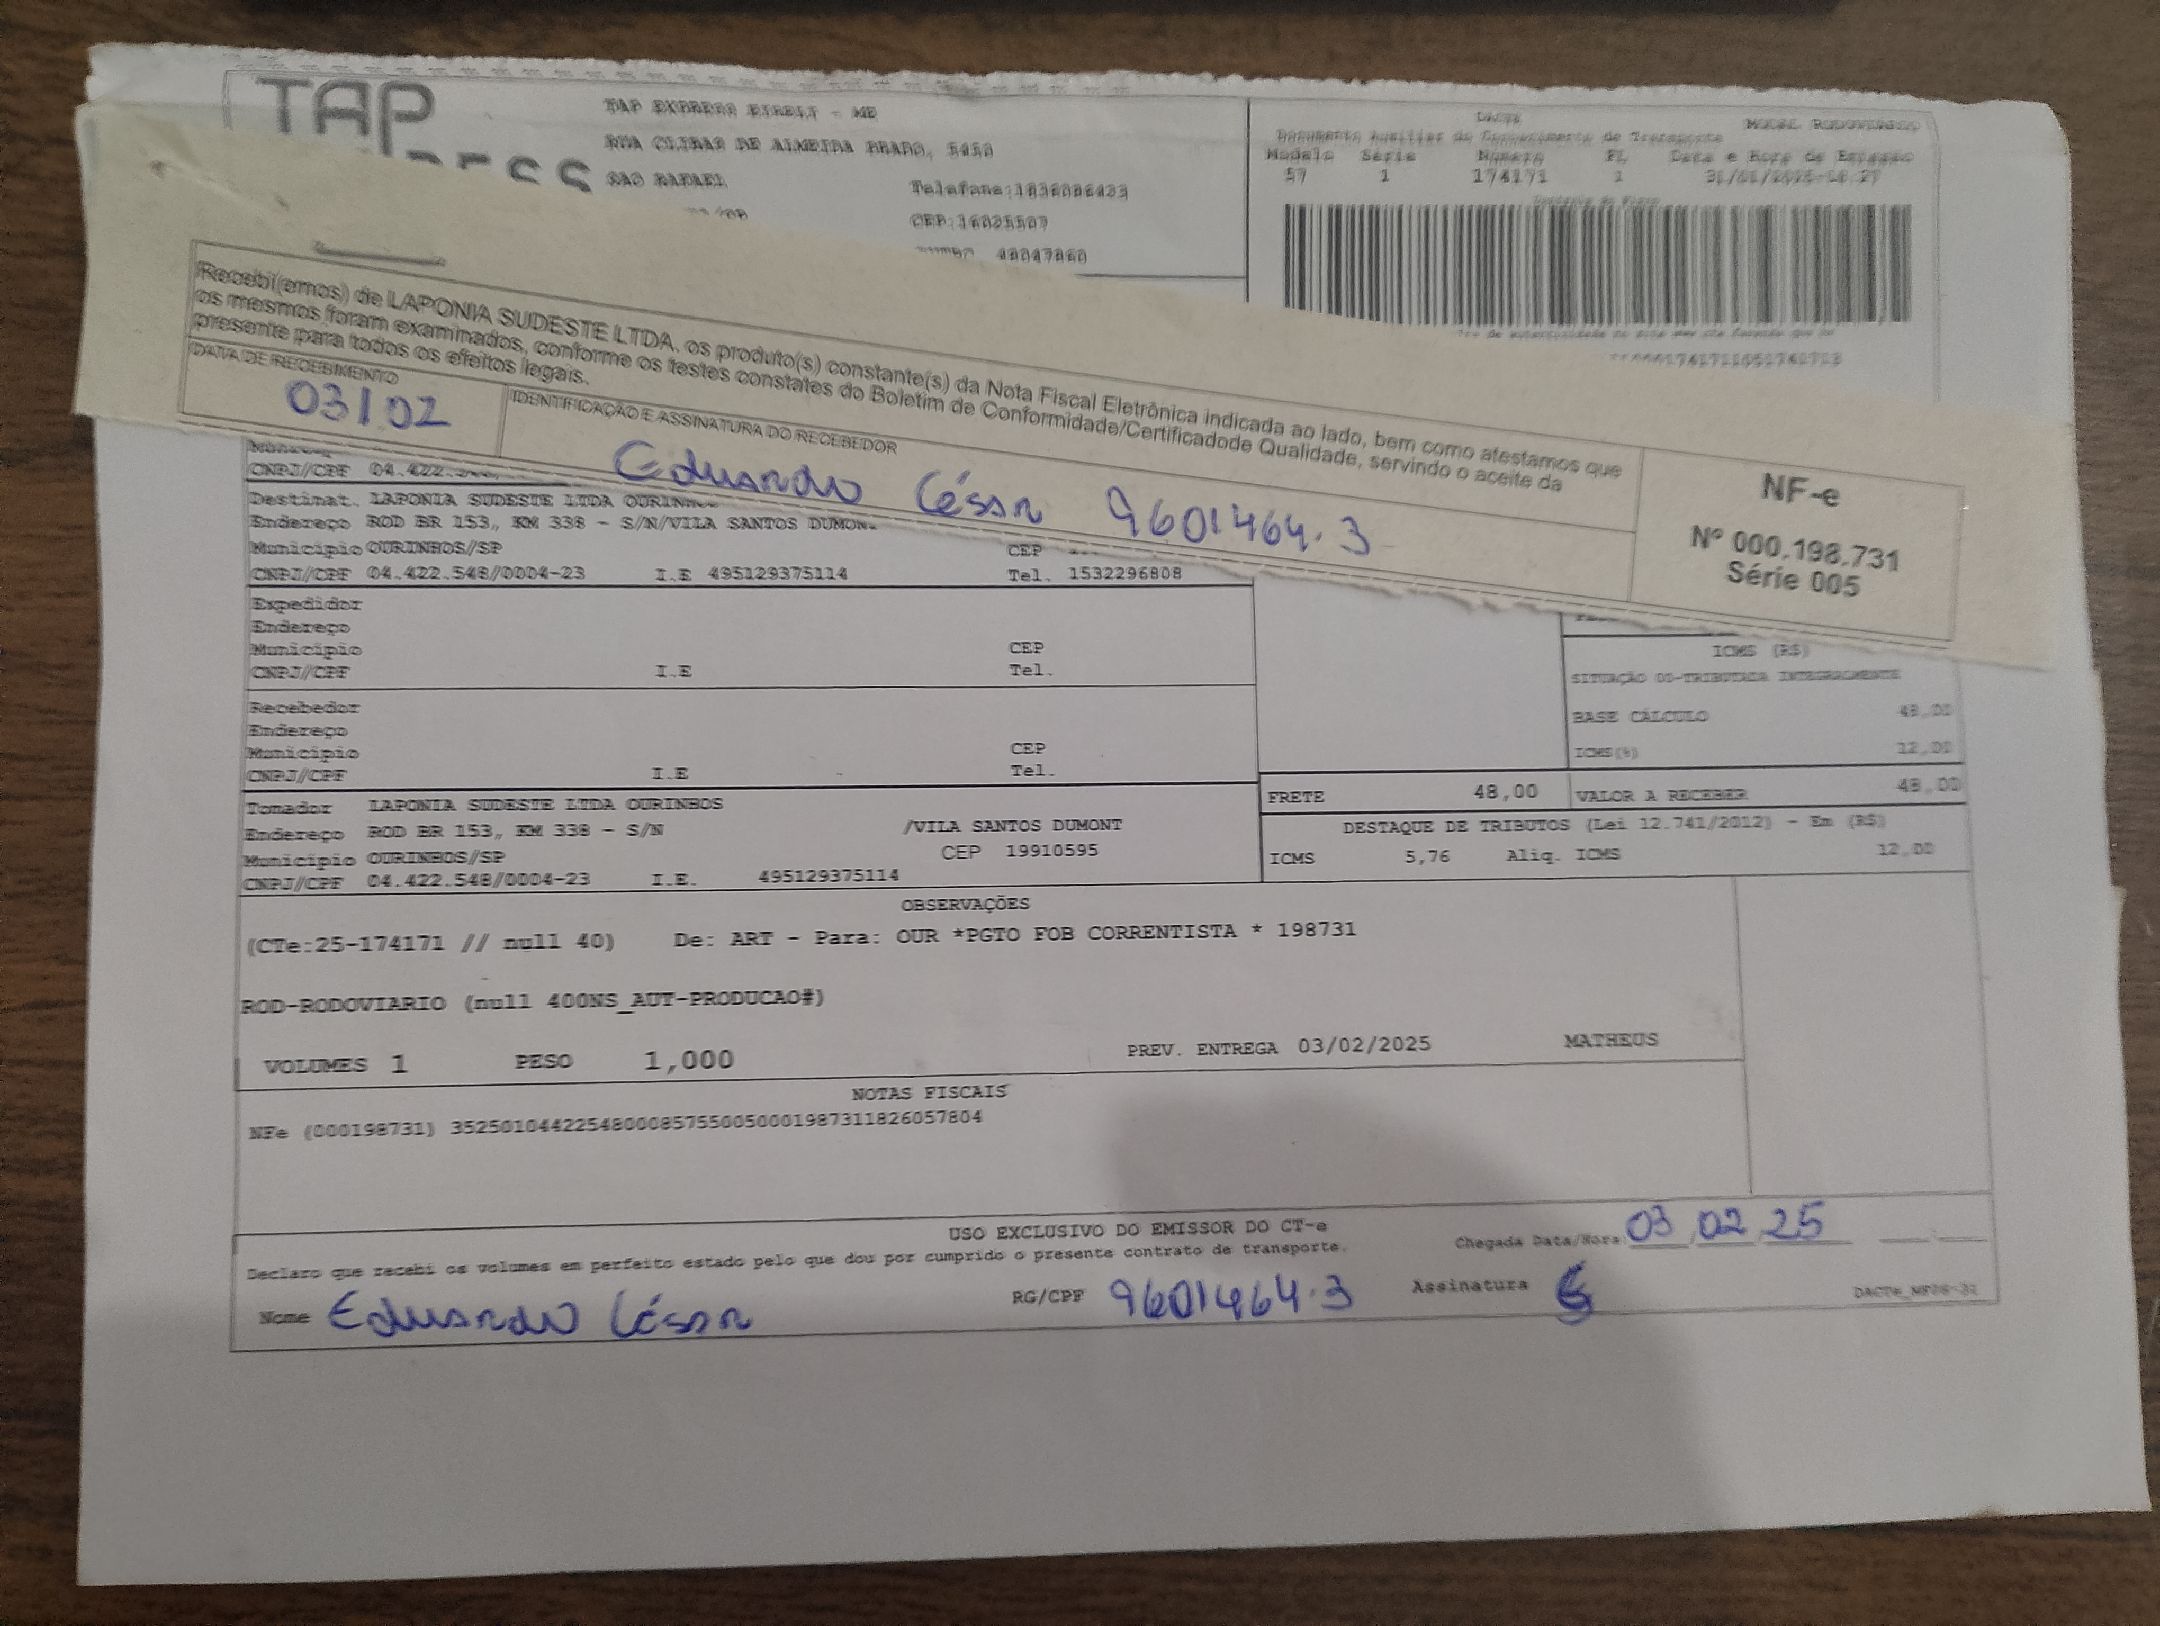 TAP
TAP EXPRESS EIRELI - ME
SAO RAFAEL
Telefone:1836086433
CEP:16025507
DACTE
MODAL RODOVIÁRIO
Documento Auxiliar do Conhecimento de Transporte
Modelo Série Número FL Data e Hora de Emissão
57 1 174171 1
Recebi(emos) de LAPONIA SUDESTE LTDA, os produto(s) constante(s) da Nota Fiscal Eletrônica indicada ao lado, bem como atestamos que
os mesmos foram examinados, conforme os testes constates do Boletim de Conformidade/Certificadode Qualidade, servindo o aceite da
presente para todos os efeitos legais.
DATA DE RECEBIMENTO
03/02
IDENTIFICAÇÃO E ASSINATURA DO RECEBEDOR
Eduardo César 9601464.3
NF-e
Nº 000.198.731
Série 005
CNPJ/CPF 04.422.
Destinat. LAPONIA SUDESTE LTDA
Endereço ROD BR 153, KM 338 - S/N/VILA SANTOS
Município OURINHOS/SP CEP
CNPJ/CPF 04.422.548/0004-23 I.E 495129375114 Tel. 1532296808
Expedidor
Endereço
Município CEP
CNPJ/CPF I.E Tel.
Recebedor
Endereço
Município CEP
CNPJ/CPF I.E Tel.
ICMS (R$)
SITUAÇÃO 00-TRIBUTADA INTEGRALMENTE
BASE CÁLCULO 48,00
ICMS(%) 12,00
FRETE 48,00 VALOR A RECEBER 48,00
DESTAQUE DE TRIBUTOS (Lei 12.741/2012) - Em (R$)
ICMS 5,76 Aliq. ICMS 12,00
Tomador LAPONIA SUDESTE LTDA OURINHOS
Endereço ROD BR 153, KM 338 - S/N /VILA SANTOS DUMONT
Município OURINHOS/SP CEP 19910595
CNPJ/CPF 04.422.548/0004-23 I.E. 495129375114
OBSERVAÇÕES
(CTe:25-174171 // null 40) De: ART - Para: OUR *PGTO FOB CORRENTISTA * 198731
ROD-RODOVIARIO (null 400NS_AUT-PRODUCAO#)
VOLUMES 1 PESO 1,000 PREV. ENTREGA 03/02/2025 MATHEUS
NOTAS FISCAIS
NFe (000198731) 35250104422548000857550050001987311826057804
USO EXCLUSIVO DO EMISSOR DO CT-e
Declaro que recebi os volumes em perfeito estado pelo que dou por cumprido o presente contrato de transporte.
Chegada Data/Hora: 03 02 25
Nome Eduardo César RG/CPF 9601464.3 Assinatura